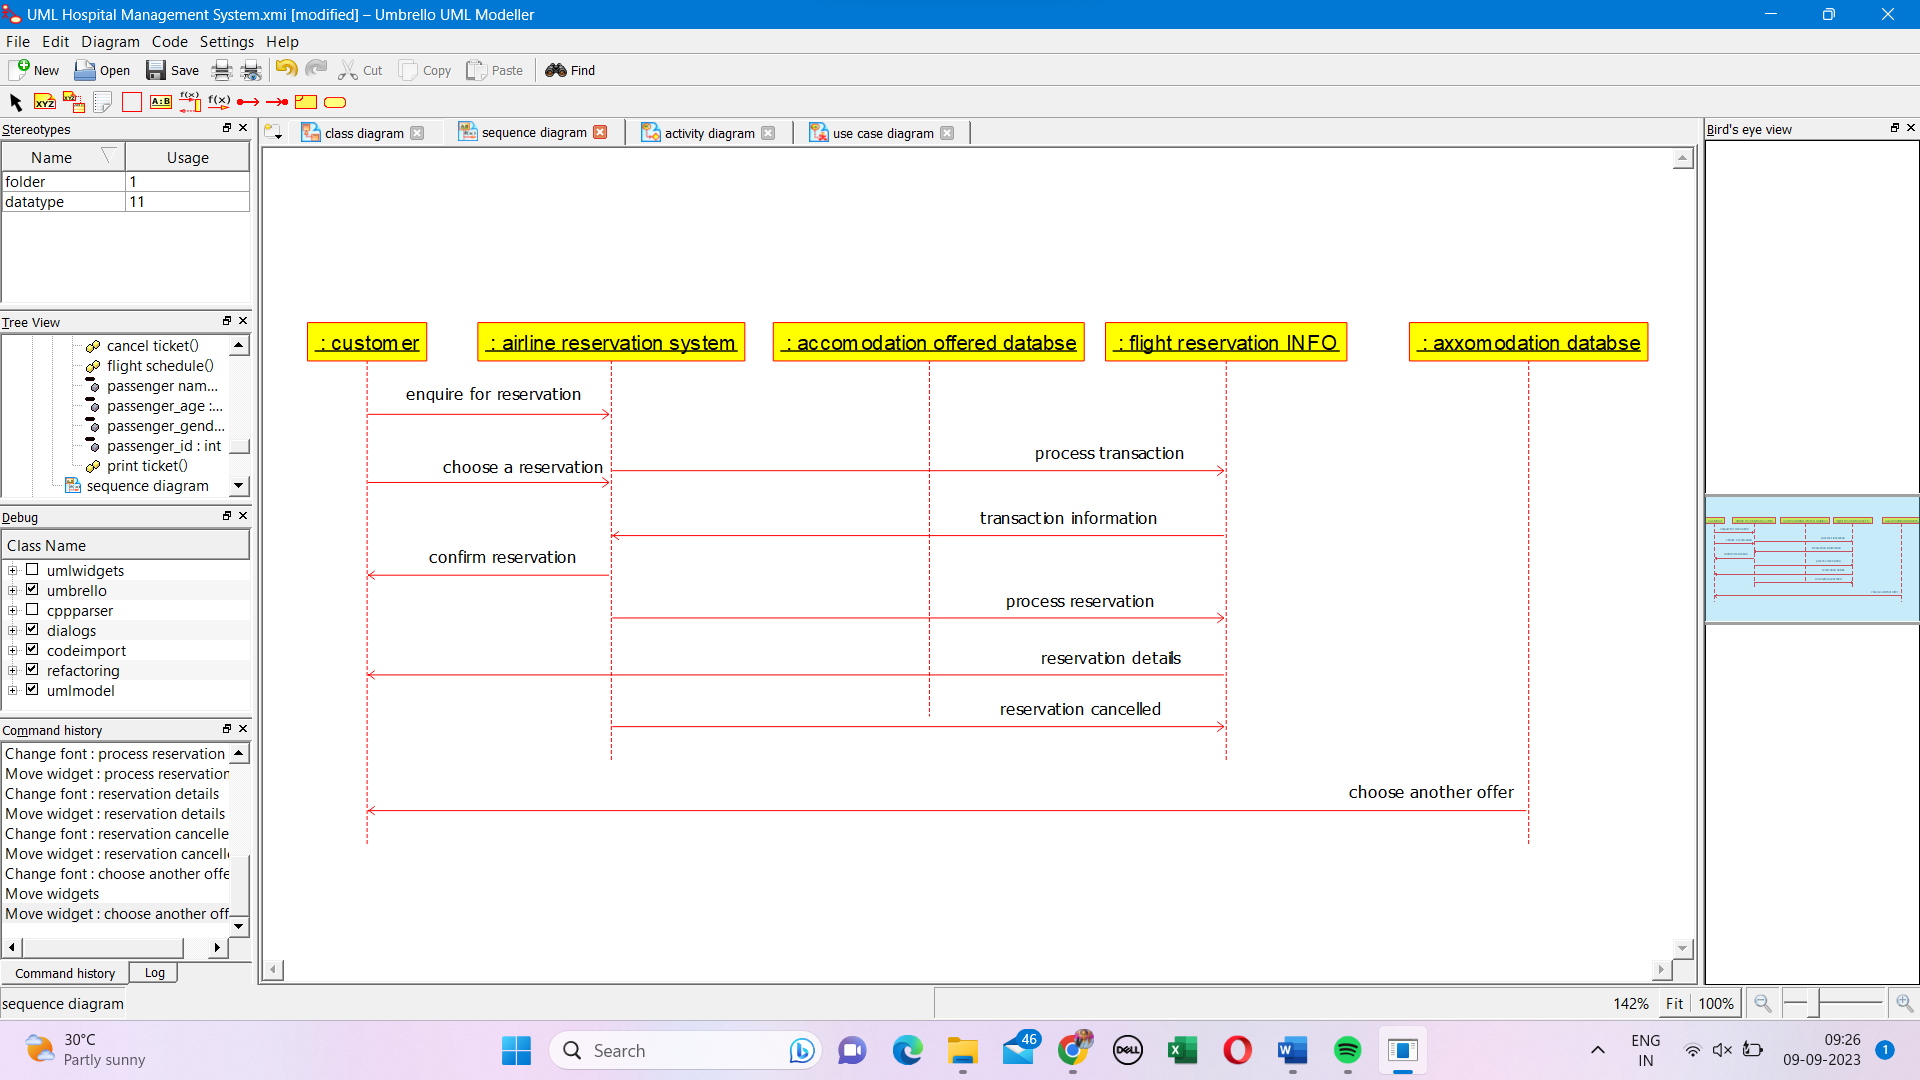 UML Hospital Management System.xmi [modified] – Umbrello UML Modeller
File Edit Diagram Code Settings Help
New Open Save Cut Copy Paste Find
XYZ XYZ A:B f(x) f(x)
Stereotypes
Name Usage
folder 1
datatype 11
Tree View
cancel ticket()
flight schedule()
passenger nam...
passenger_age :...
passenger_gend...
passenger_id : int
print ticket()
sequence diagram
Debug
Class Name
umlwidgets
umbrello
cppparser
dialogs
codeimport
refactoring
umlmodel
Command history
Change font : process reservation
Move widget : process reservation
Change font : reservation details
Move widget : reservation details
Change font : reservation cancelle
Move widget : reservation cancelle
Change font : choose another offe
Move widgets
Move widget : choose another off
Command history Log
class diagram sequence diagram activity diagram use case diagram
: customer : airline reservation system : accomodation offered databse : flight reservation INFO : axxomodation databse
enquire for reservation
process transaction
choose a reservation
transaction information
confirm reservation
process reservation
reservation details
reservation cancelled
choose another offer
Bird's eye view
sequence diagram
142% Fit 100%
30°C
Partly sunny
Search
46
DELL
ENG
IN
09:26
09-09-2023
1